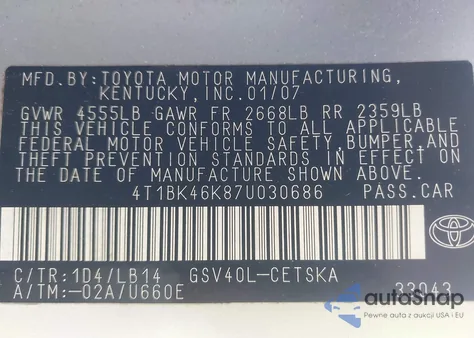 MFD.BY:TOYOTA MOTOR MANUFACTURING,
KENTUCKY,INC.01/07
GVWR 4555LB GAWR FR 2668LB RR 2359LB
THIS VEHICLE CONFORMS TO ALL APPLICABLE
FEDERAL MOTOR VEHICLE SAFETY,BUMPER,AND
THEFT PREVENTION STANDARDS IN EFFECT ON
THE DATE OF MANUFACTURE SHOWN ABOVE.
4T1BK46K87U030686 PASS.CAR
C/TR:1D4/LB14 GSV40L-CETSKA
A/TM:-02A/U660E 33043
autoSnap
Pewne auta z aukcji USA i EU